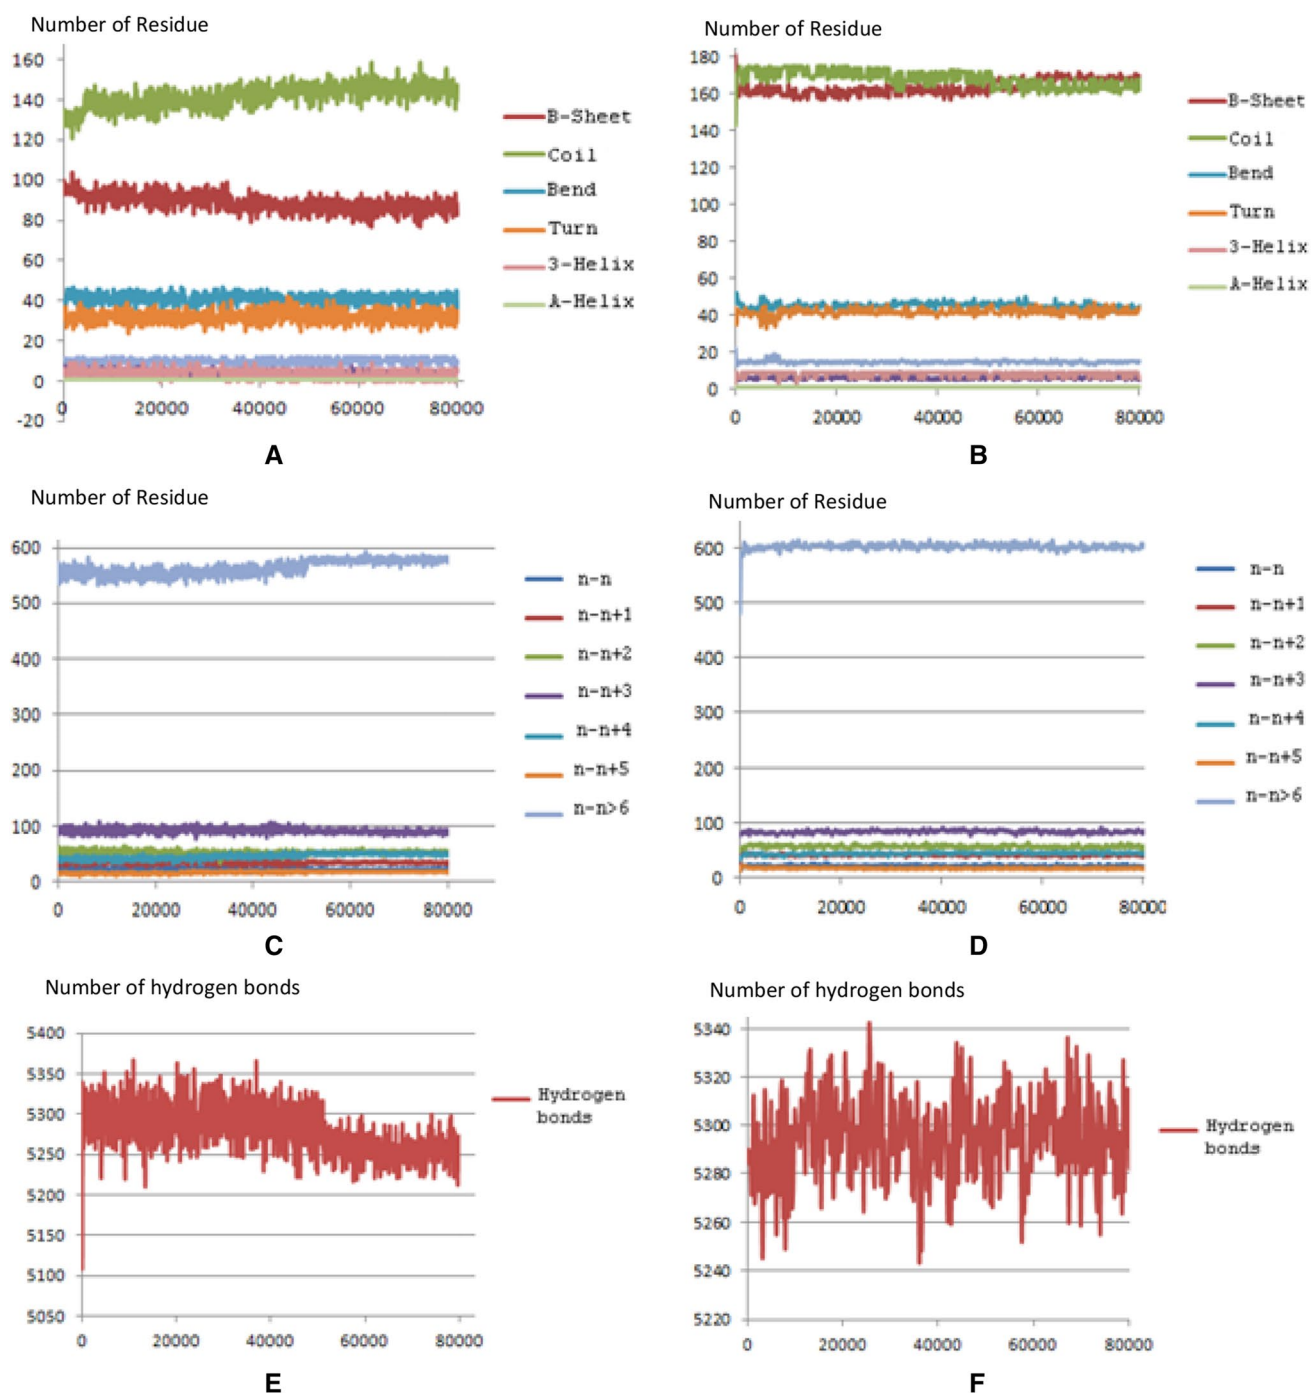 Number of Residue
160
140
120
100
80
60
40
20
0
-20
0 20000 40000 60000 80000
B-Sheet
Coil
Bend
Turn
3-Helix
A-Helix
A
Number of Residue
180
160
140
120
100
80
60
40
20
0
0 20000 40000 60000 80000
B-Sheet
Coil
Bend
Turn
3-Helix
A-Helix
B
Number of Residue
600
500
400
300
200
100
0
0 20000 40000 60000 80000
n-n
n-n+1
n-n+2
n-n+3
n-n+4
n-n+5
n-n>6
C
Number of Residue
600
500
400
300
200
100
0
0 20000 40000 60000 80000
n-n
n-n+1
n-n+2
n-n+3
n-n+4
n-n+5
n-n>6
D
Number of hydrogen bonds
5400
5350
5300
5250
5200
5150
5100
5050
0 20000 40000 60000 80000
Hydrogen
bonds
E
Number of hydrogen bonds
5340
5320
5300
5280
5260
5240
5220
0 20000 40000 60000 80000
Hydrogen
bonds
F